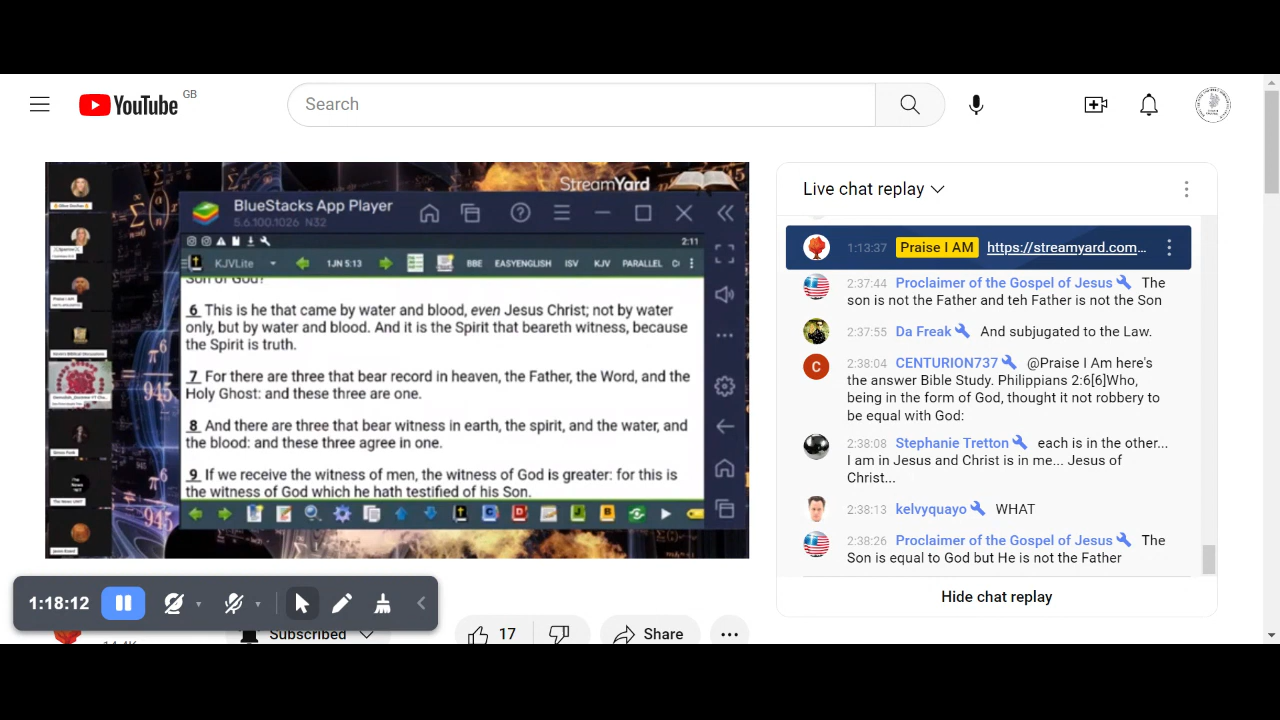 YouTube GB
Search
StreamYard
BlueStacks App Player
5.6.100.1026 N32
2:11
KJVLite
1JN 5:13
BBE EASYENGLISH ISV KJV PARALLEL
Son of God?
6 This is he that came by water and blood, even Jesus Christ; not by water
only, but by water and blood. And it is the Spirit that beareth witness, because
the Spirit is truth.
7 For there are three that bear record in heaven, the Father, the Word, and the
Holy Ghost: and these three are one.
8 And there are three that bear witness in earth, the spirit, and the water, and
the blood: and these three agree in one.
9 If we receive the witness of men, the witness of God is greater: for this is
the witness of God which he hath testified of his Son.
Live chat replay
1:13:37 Praise I AM https://streamyard.com...
2:37:44 Proclaimer of the Gospel of Jesus The
son is not the Father and teh Father is not the Son
2:37:55 Da Freak And subjugated to the Law.
C
2:38:04 CENTURION737 @Praise I Am here's
the answer Bible Study. Philippians 2:6[6]Who,
being in the form of God, thought it not robbery to
be equal with God:
2:38:08 Stephanie Tretton each is in the other...
I am in Jesus and Christ is in me... Jesus of
Christ...
2:38:13 kelvyquayo WHAT
2:38:26 Proclaimer of the Gospel of Jesus The
Son is equal to God but He is not the Father
Hide chat replay
1:18:12
14.4K
Subscribed
17
Share